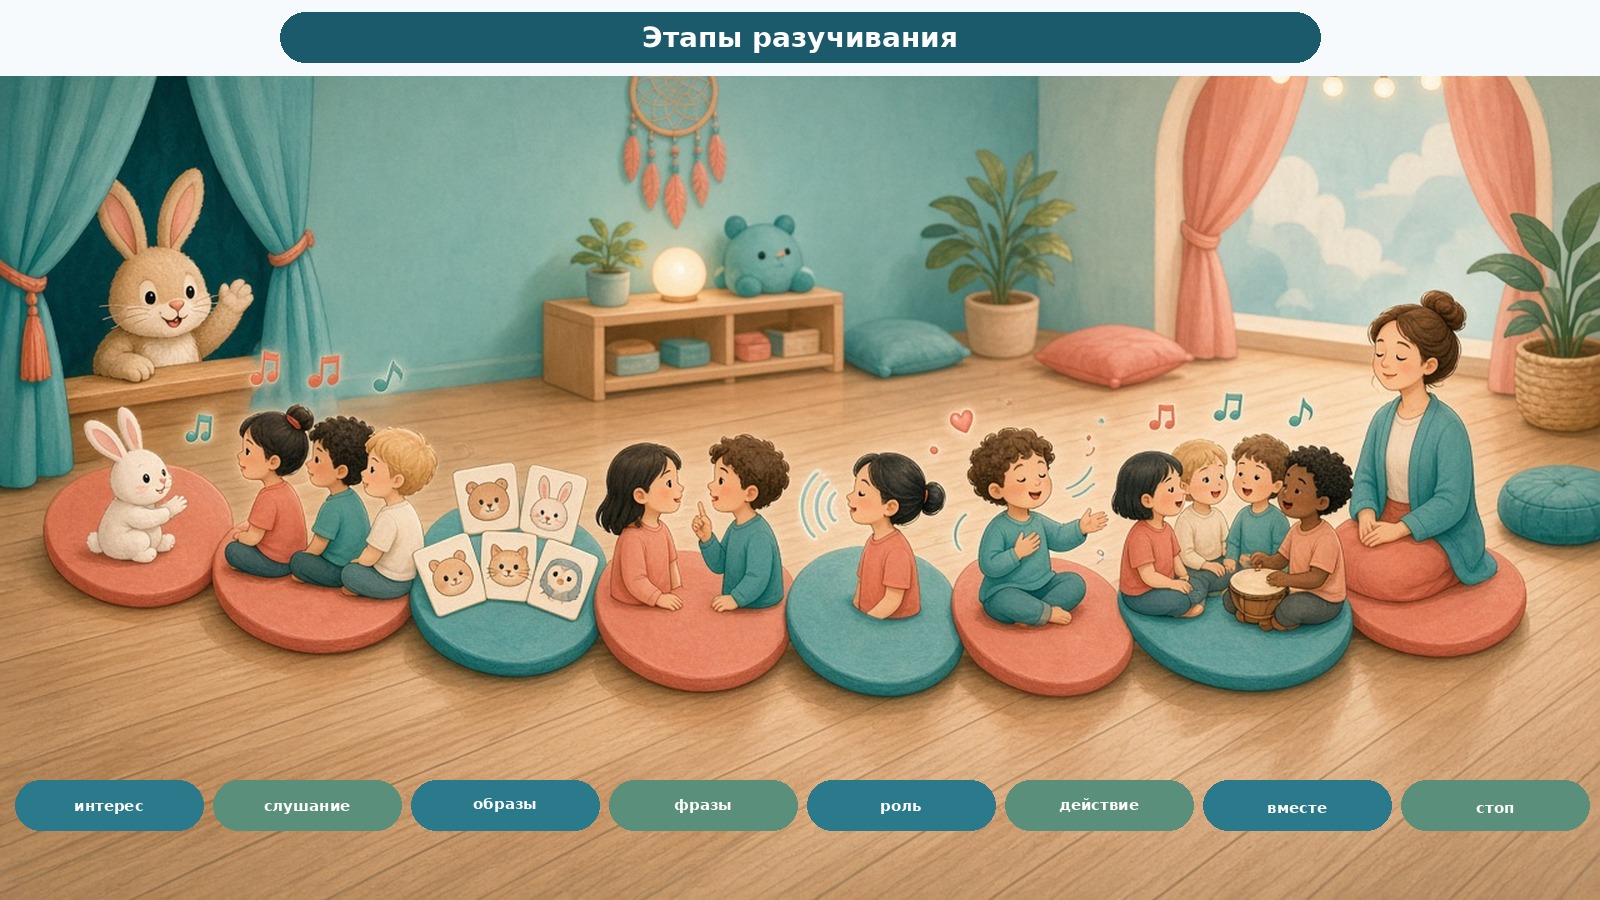 Этапы разучивания
интерес
слушание
образы
фразы
роль
действие
вместе
стоп